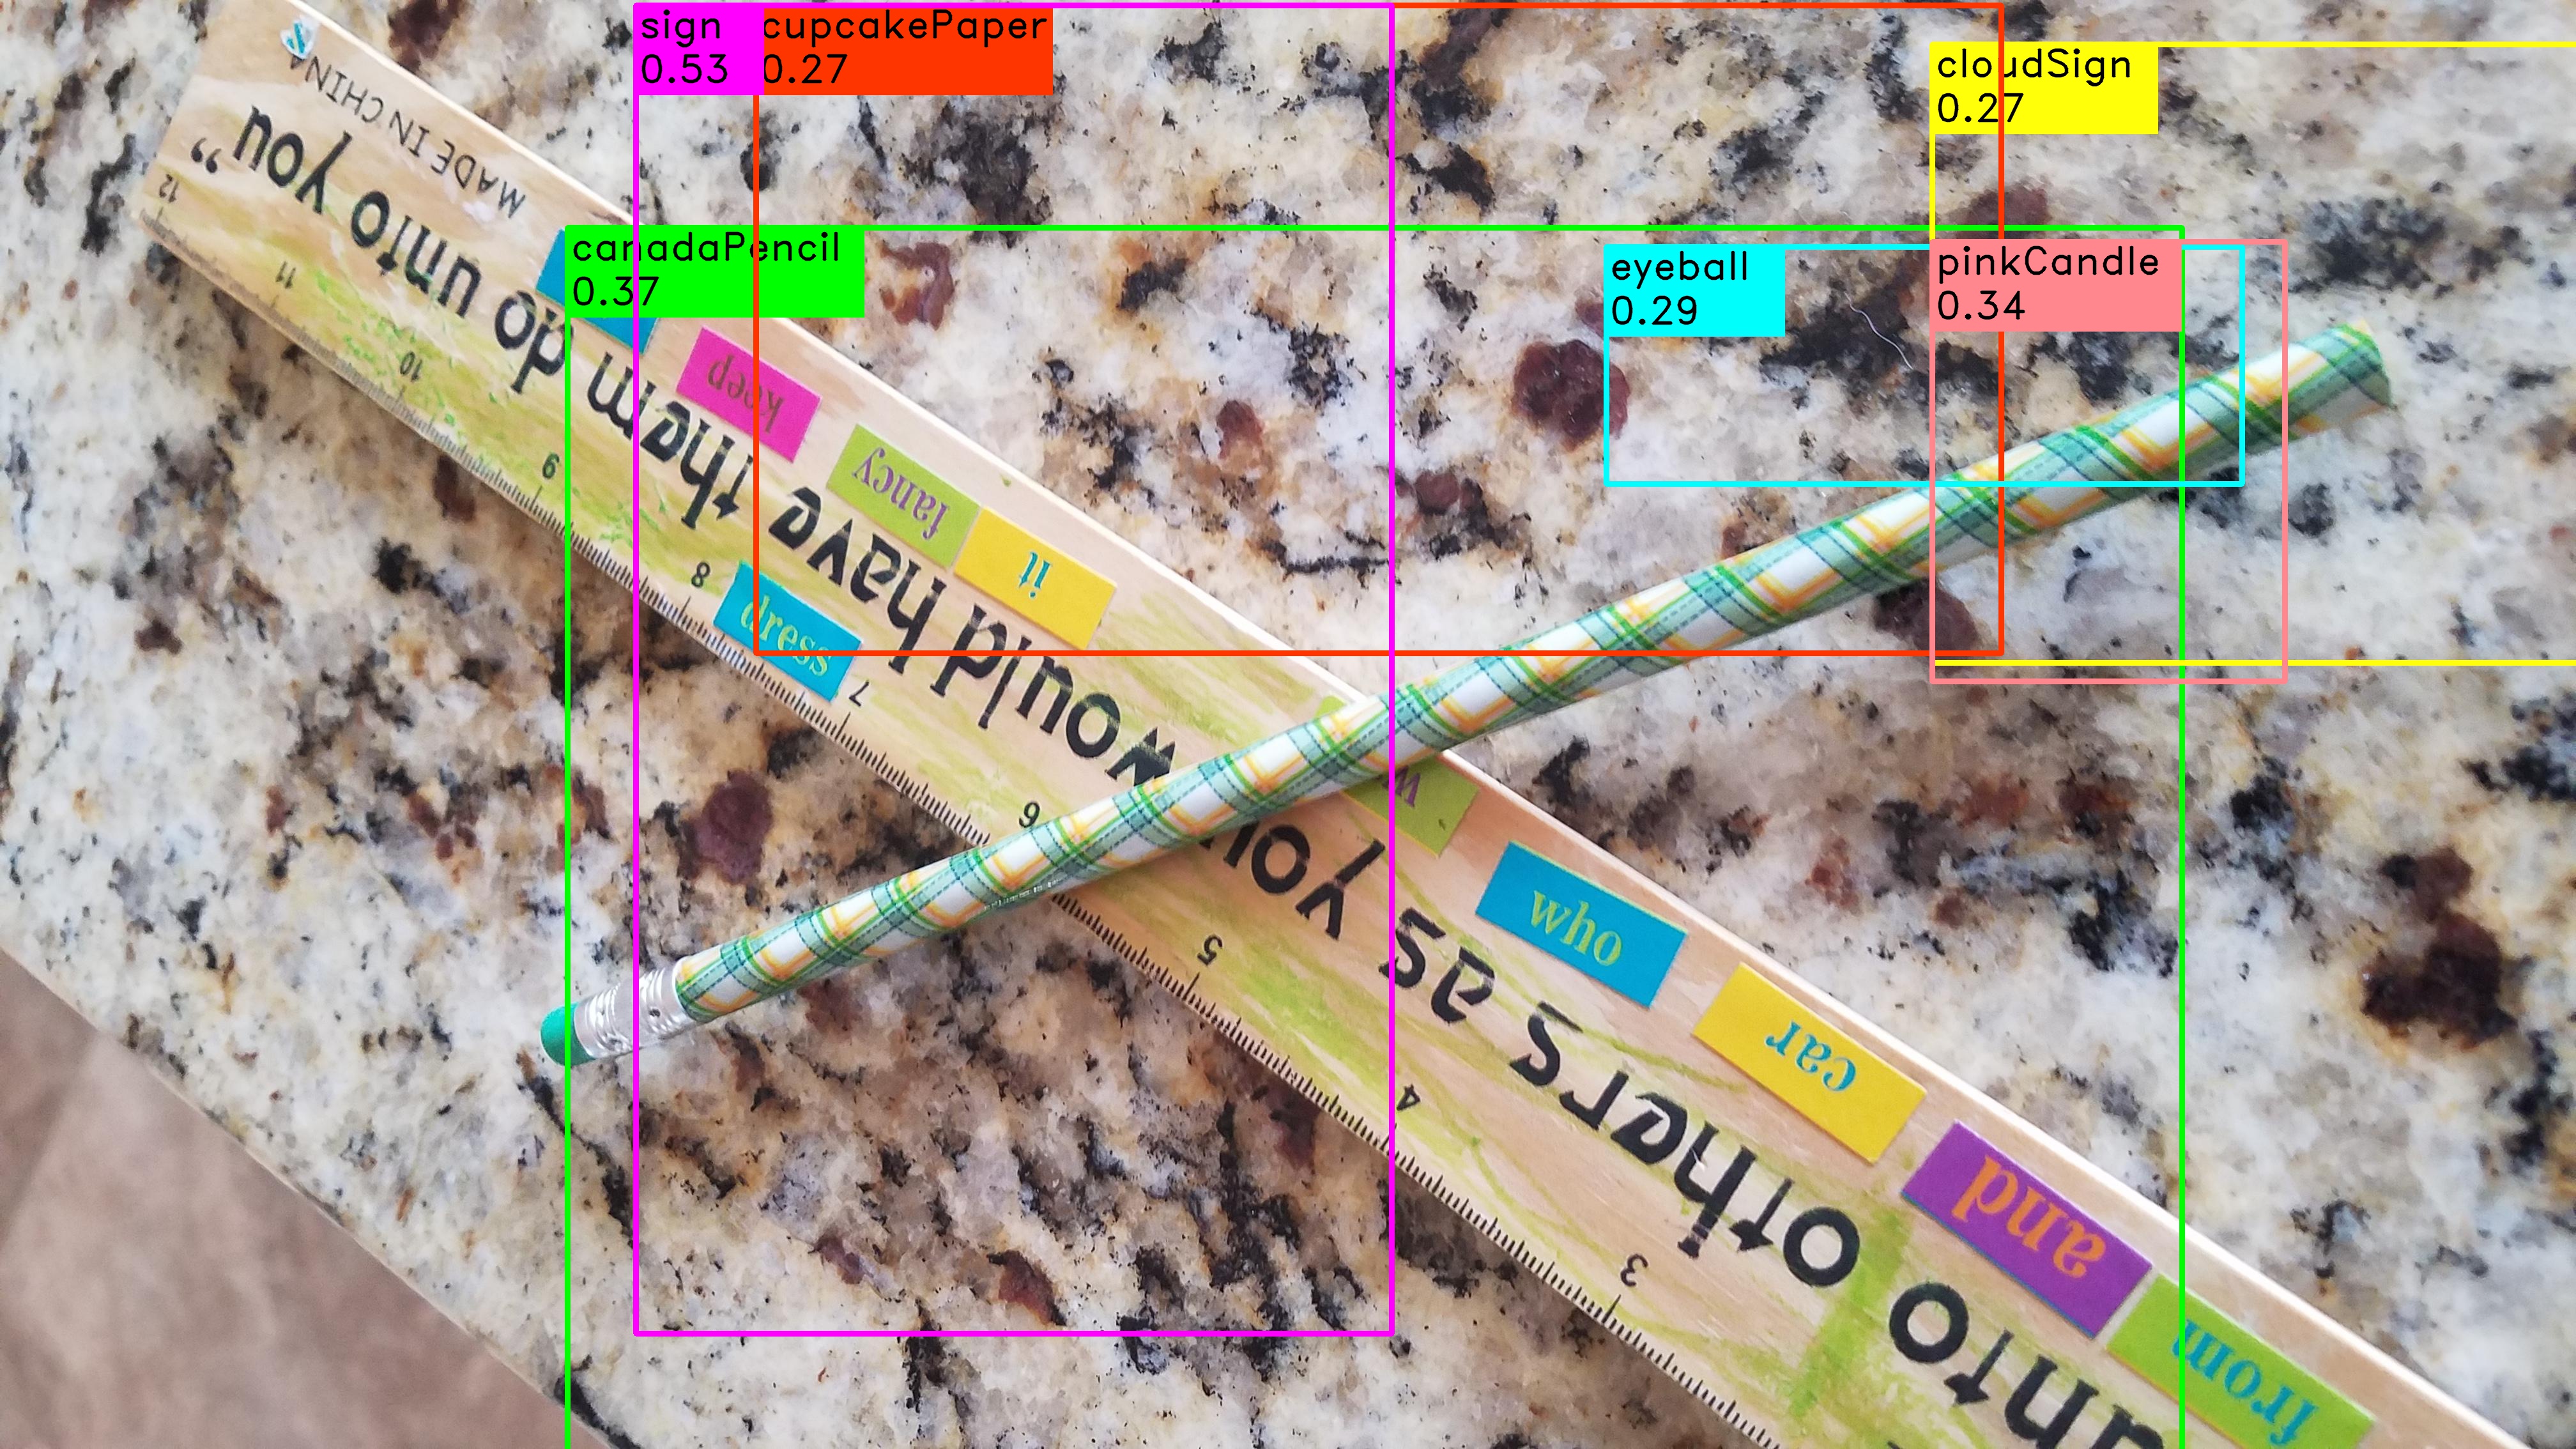 sign
0.53
cupcakePaper
0.27
cloudSign
0.27
canadaPencil
0.37
eyeball
0.29
pinkCandle
0.34
MADE IN CHINA
unto others as you would have them do unto you"
from
and
car
who
w
it
fancy
keep
dress
3
4
5
6
7
8
9
10
11
12